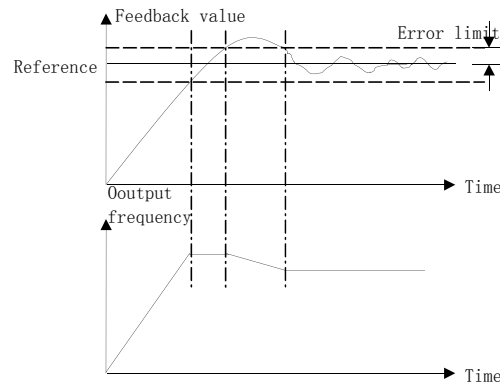 Feedback value
Error limit
Reference
Time
Ooutput
frequency
Time